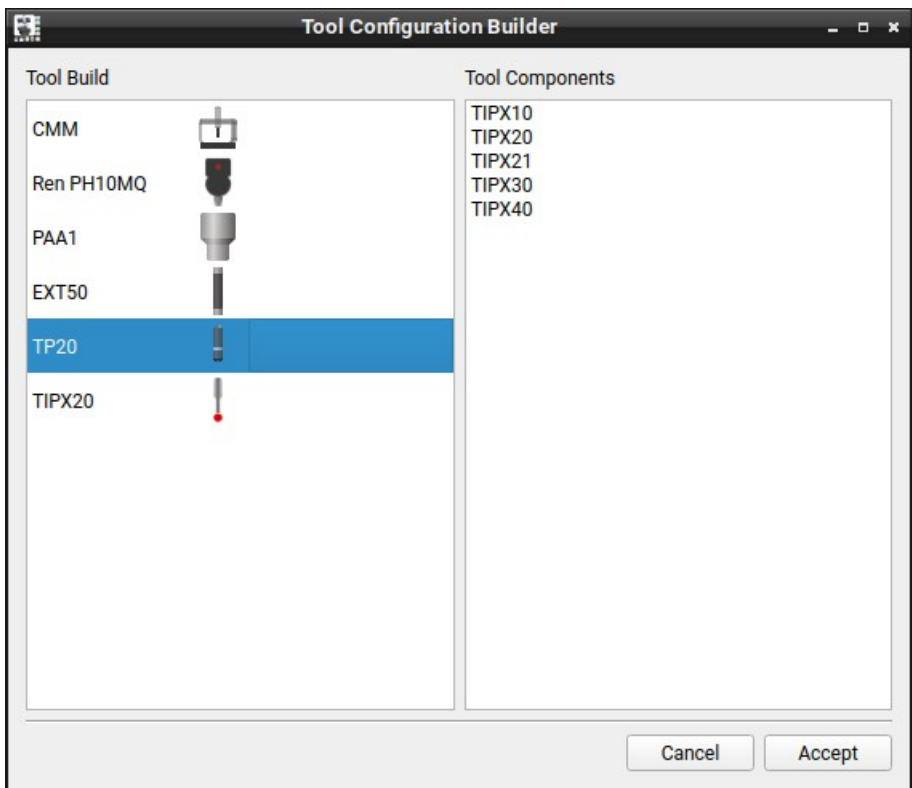 Tool Configuration Builder
Tool Build
CMM
Ren PH10MQ
PAA1
EXT50
TP20
TIPX20
Tool Components
TIPX10
TIPX20
TIPX21
TIPX30
TIPX40
Cancel
Accept